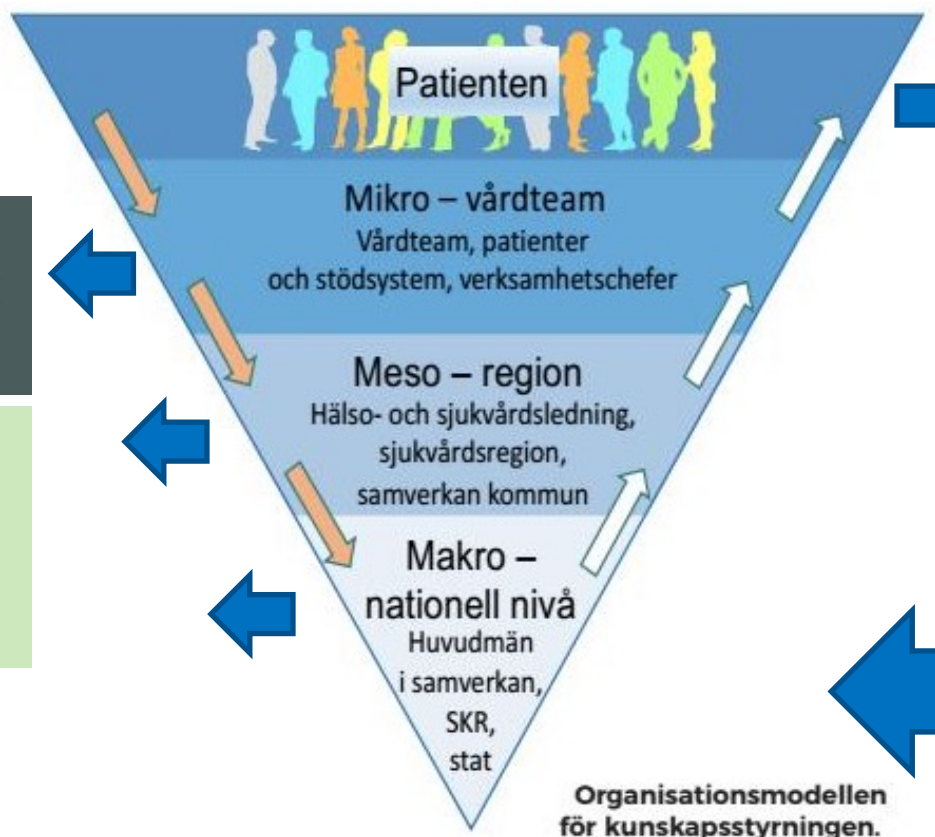 Patienten
Mikro – vårdteam
Vårdteam, patienter
och stödsystem, verksamhetschefer
Meso – region
Hälso- och sjukvårdsledning,
sjukvårdsregion,
samverkan kommun
Makro –
nationell nivå
Huvudmän
i samverkan,
SKR,
stat
Organisationsmodellen
för kunskapsstyrningen.